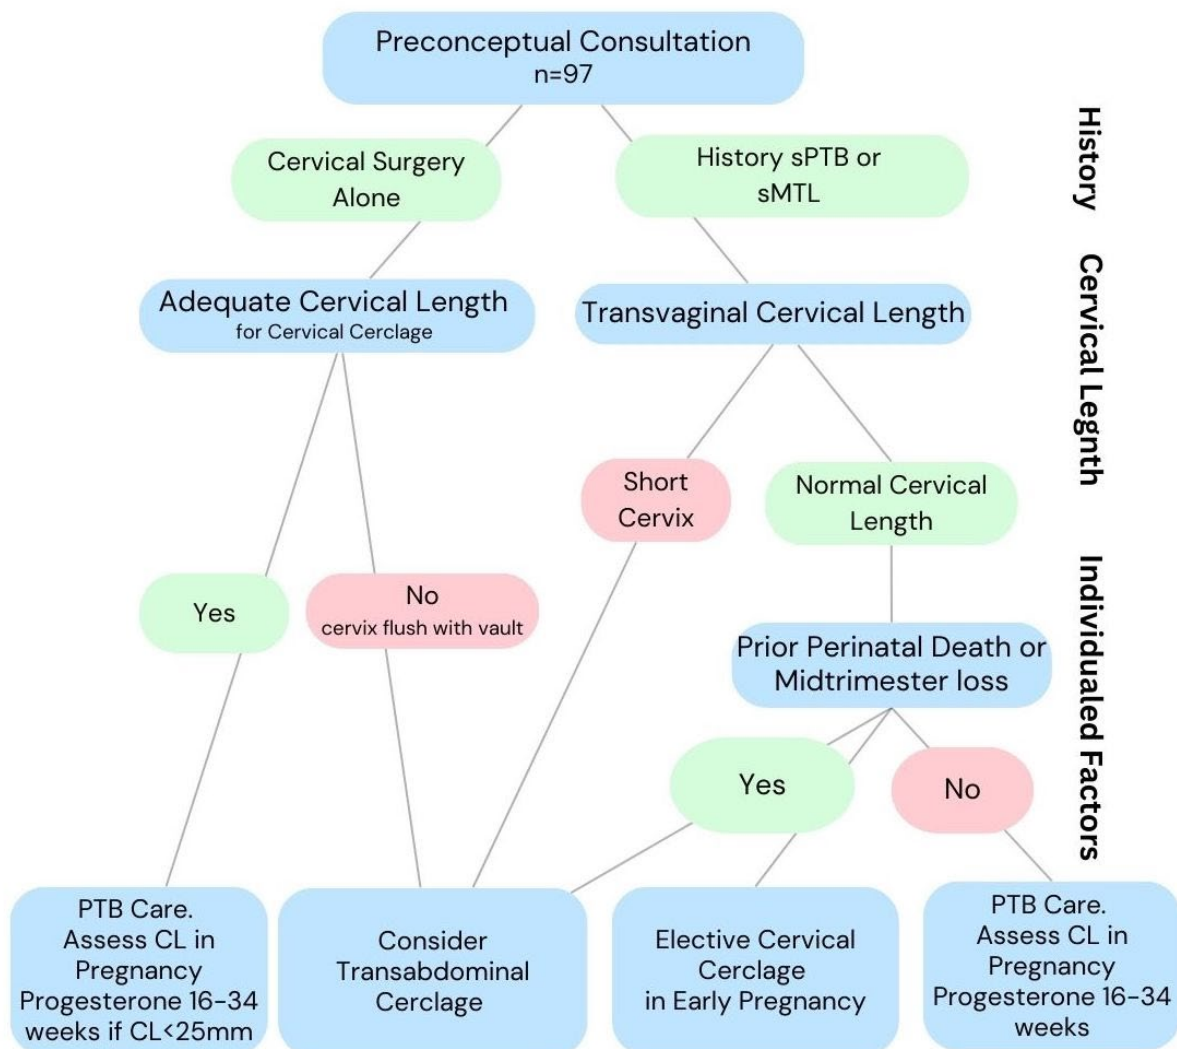 Preconceptual Consultation
n=97
Cervical Surgery
Alone
History sPTB or
sMTL
History
Adequate Cervical Length
for Cervical Cerclage
Transvaginal Cervical Length
Cervical Legnth
Short
Cervix
Normal Cervical
Length
Yes
No
cervix flush with vault
Prior Perinatal Death or
Midtrimester loss
Individualed Factors
Yes
No
PTB Care.
Assess CL in
Pregnancy
Progesterone 16-34
weeks if CL<25mm
Consider
Transabdominal
Cerclage
Elective Cervical
Cerclage
in Early Pregnancy
PTB Care.
Assess CL in
Pregnancy
Progesterone 16-34
weeks